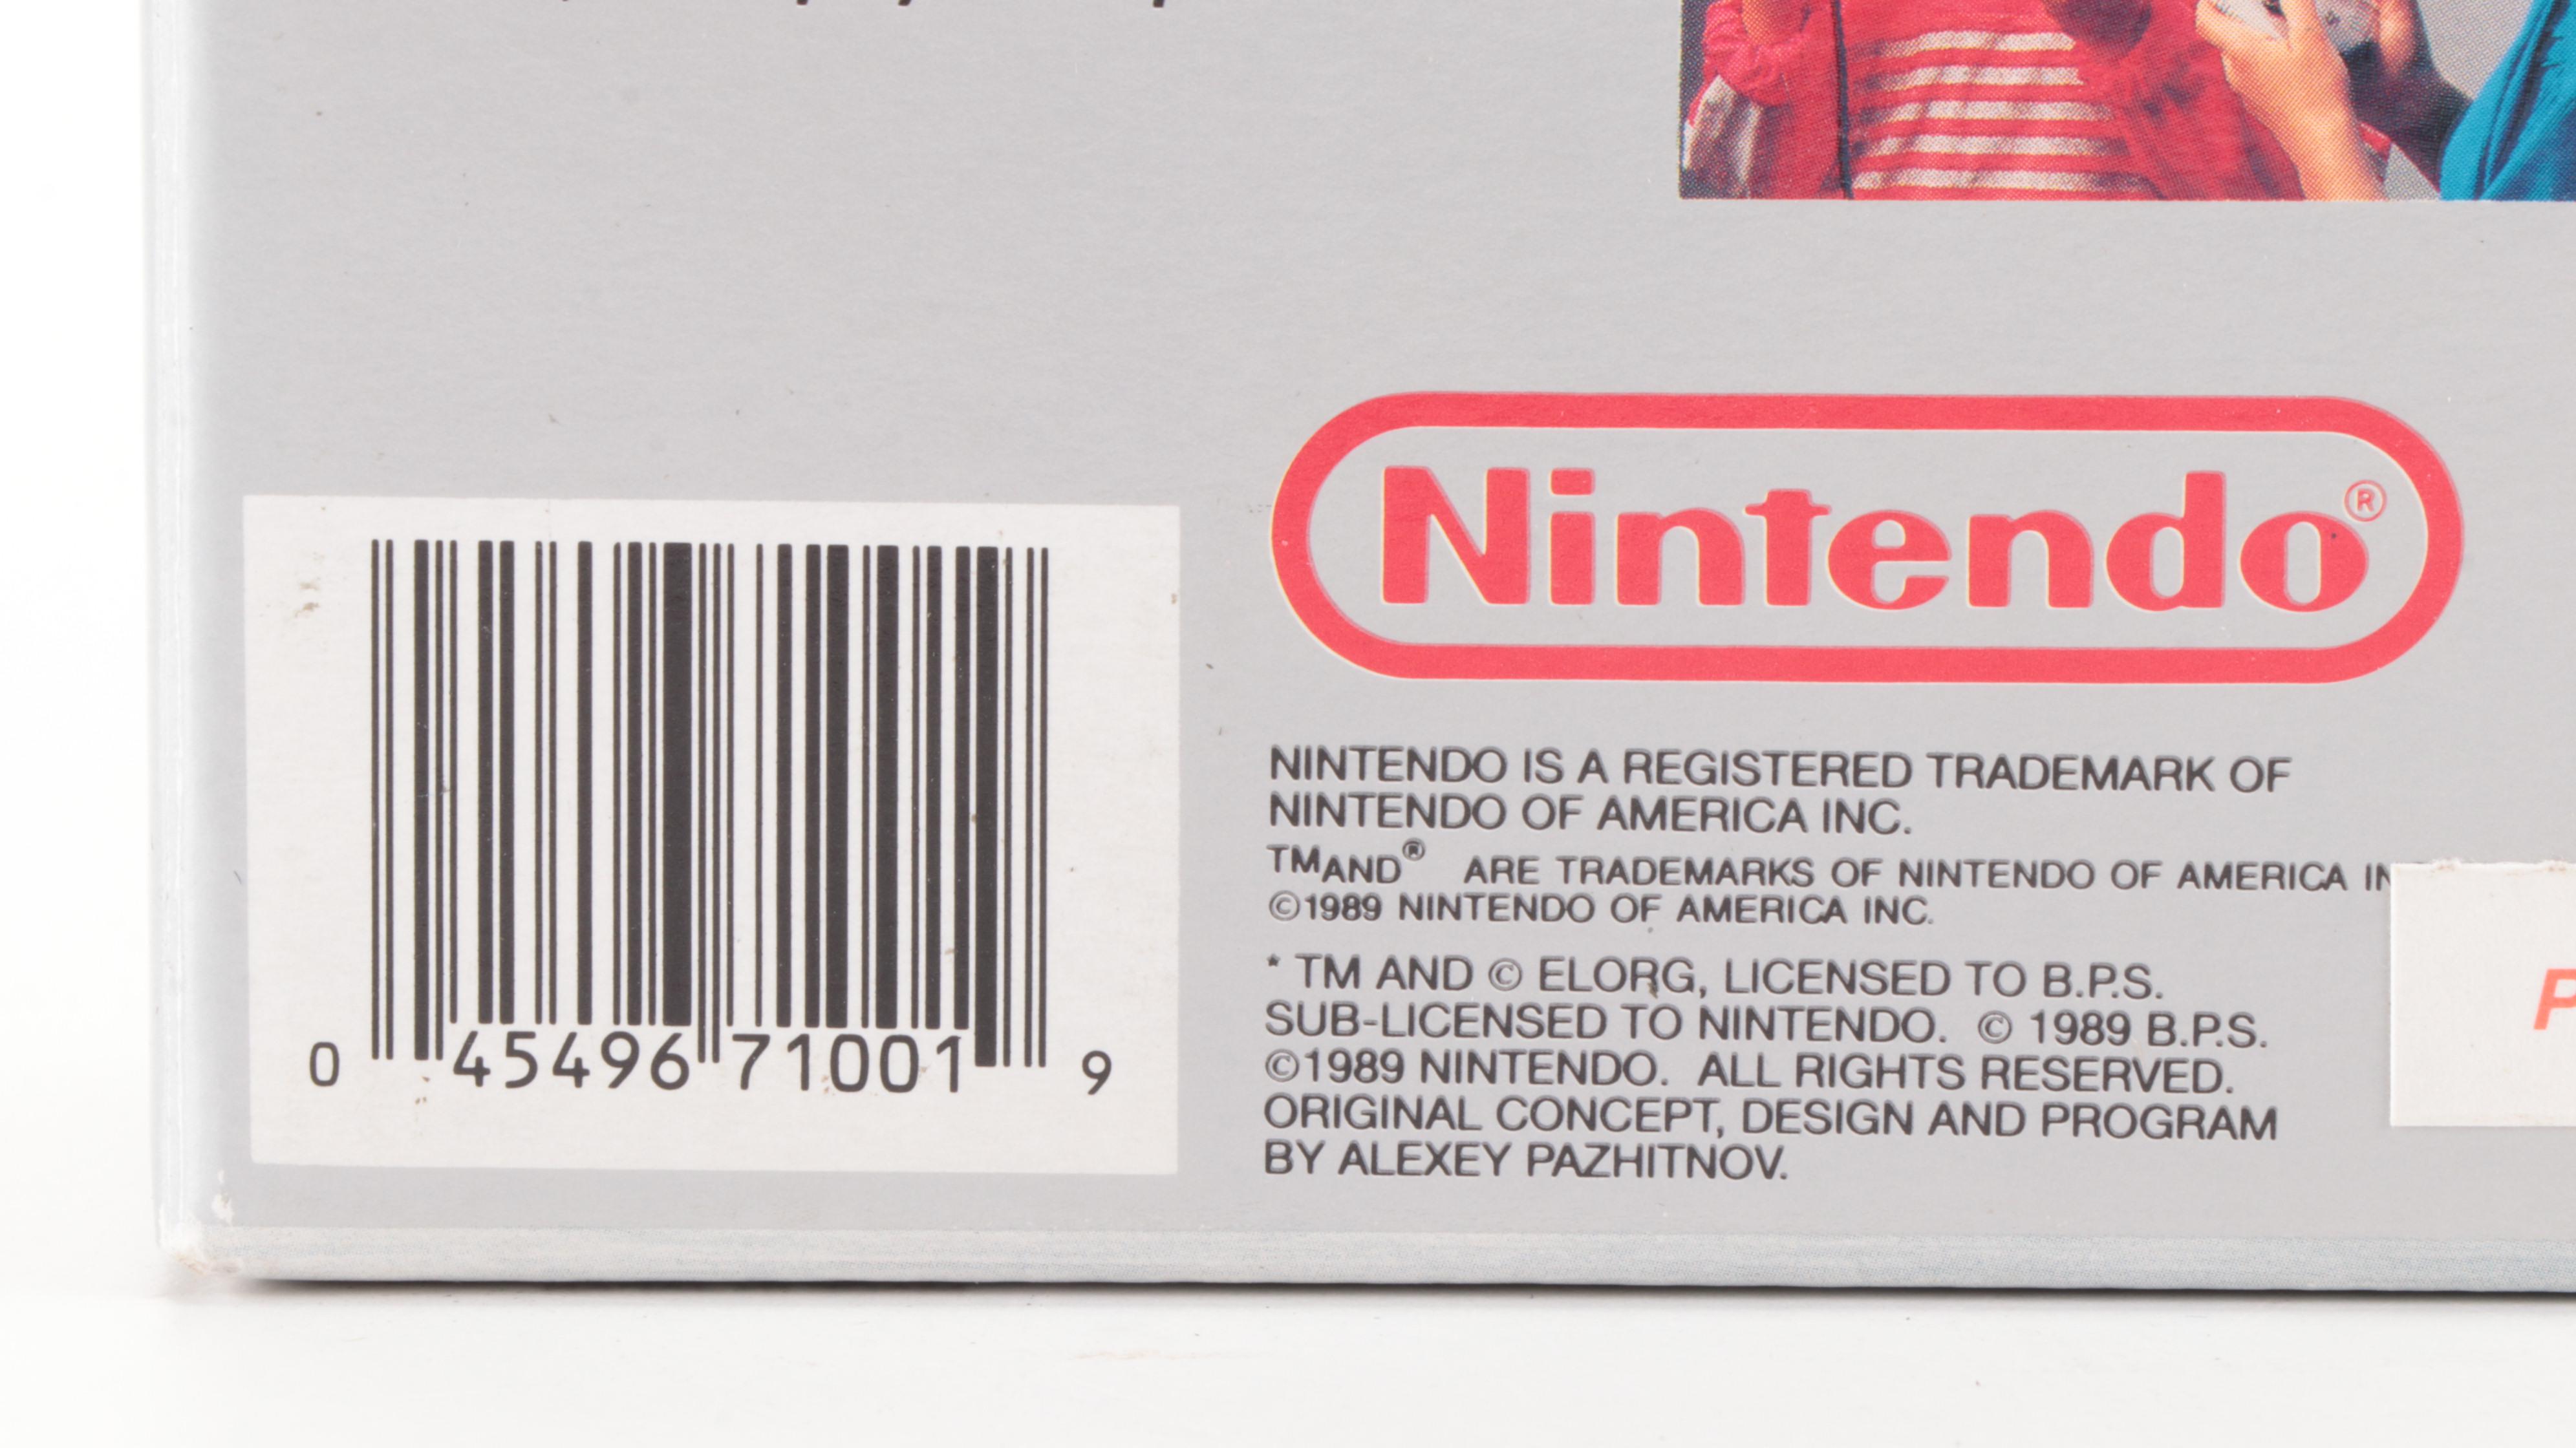 Nintendo®
NINTENDO IS A REGISTERED TRADEMARK OF
NINTENDO OF AMERICA INC.
TM AND ® ARE TRADEMARKS OF NINTENDO OF AMERICA
©1989 NINTENDO OF AMERICA INC.
* TM AND © ELORG, LICENSED TO B.P.S.
SUB-LICENSED TO NINTENDO. © 1989 B.P.S.
©1989 NINTENDO. ALL RIGHTS RESERVED.
ORIGINAL CONCEPT, DESIGN AND PROGRAM
BY ALEXEY PAZHITNOV.
0 45496 71001 9